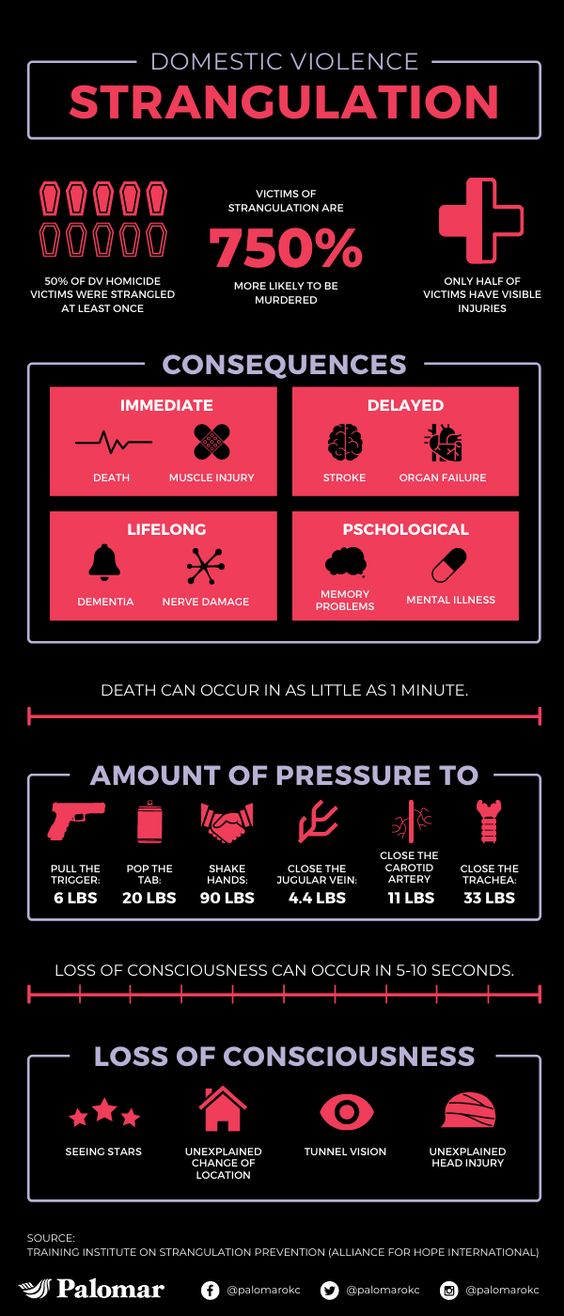 DOMESTIC VIOLENCE
STRANGULATION
50% OF DV HOMICIDE
VICTIMS WERE STRANGLED
AT LEAST ONCE
VICTIMS OF
STRANGULATION ARE
750%
MORE LIKELY TO BE
MURDERED
ONLY HALF OF
VICTIMS HAVE VISIBLE
INJURIES
CONSEQUENCES
IMMEDIATE
DEATH
MUSCLE INJURY
DELAYED
STROKE
ORGAN FAILURE
LIFELONG
DEMENTIA
NERVE DAMAGE
PSCHOLOGICAL
MEMORY
PROBLEMS
MENTAL ILLNESS
DEATH CAN OCCUR IN AS LITTLE AS 1 MINUTE.
AMOUNT OF PRESSURE TO
PULL THE
TRIGGER:
6 LBS
POP THE
TAB:
20 LBS
SHAKE
HANDS:
90 LBS
CLOSE THE
JUGULAR VEIN:
4.4 LBS
CLOSE THE
CAROTID
ARTERY
11 LBS
CLOSE THE
TRACHEA:
33 LBS
LOSS OF CONSCIOUSNESS CAN OCCUR IN 5-10 SECONDS.
LOSS OF CONSCIOUSNESS
SEEING STARS
UNEXPLAINED
CHANGE OF
LOCATION
TUNNEL VISION
UNEXPLAINED
HEAD INJURY
SOURCE:
TRAINING INSTITUTE ON STRANGULATION PREVENTION (ALLIANCE FOR HOPE INTERNATIONAL)
Palomar
@palomarokc
@palomarokc
@palomarokc